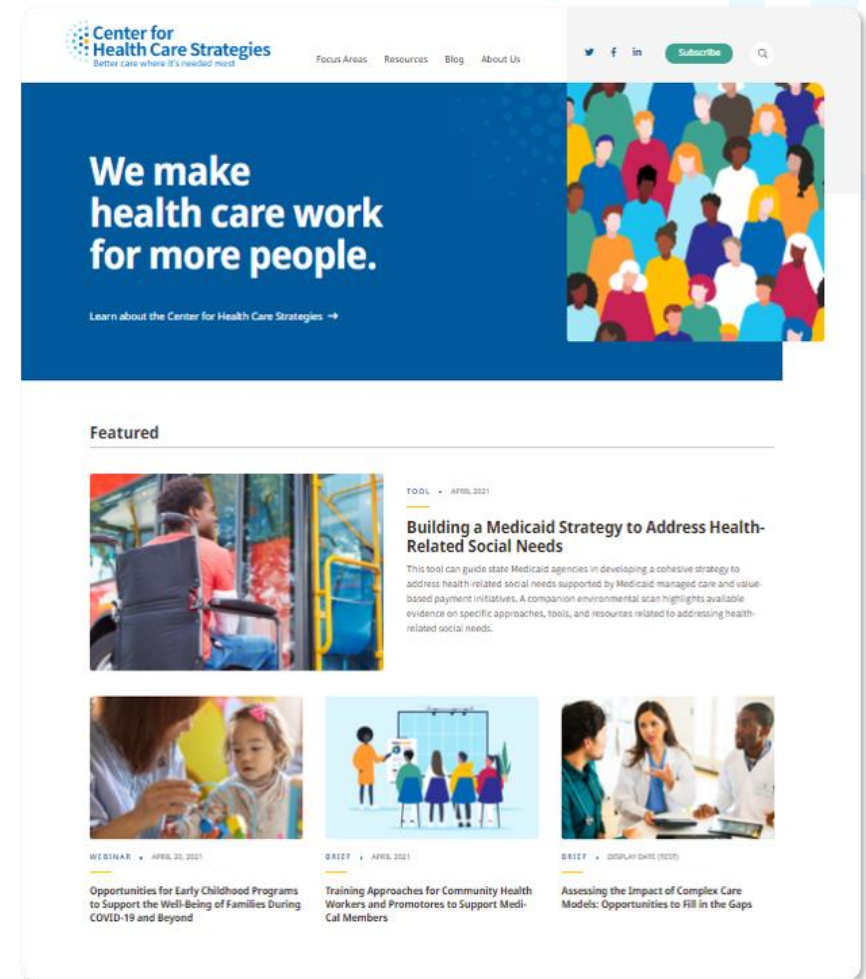 Center for
Health Care Strategies
Better care where it's needed most
Focus Areas Resources Blog About Us
Subscribe
We make
health care work
for more people.
Learn about the Center for Health Care Strategies →
Featured
TOOL • APRIL 2021
Building a Medicaid Strategy to Address Health-
Related Social Needs
This tool can guide state Medicaid agencies in developing a cohesive strategy to
address health-related social needs supported by Medicaid managed care and value-
based payment initiatives. A companion environmental scan highlights available
evidence on specific approaches, tools, and resources related to addressing health-
related social needs.
WEBINAR • APRIL 20, 2021
Opportunities for Early Childhood Programs
to Support the Well-Being of Families During
COVID-19 and Beyond
BRIEF • APRIL 2021
Training Approaches for Community Health
Workers and Promotores to Support Medi-
Cal Members
BRIEF • DISPLAY DATE (TEST)
Assessing the Impact of Complex Care
Models: Opportunities to Fill in the Gaps